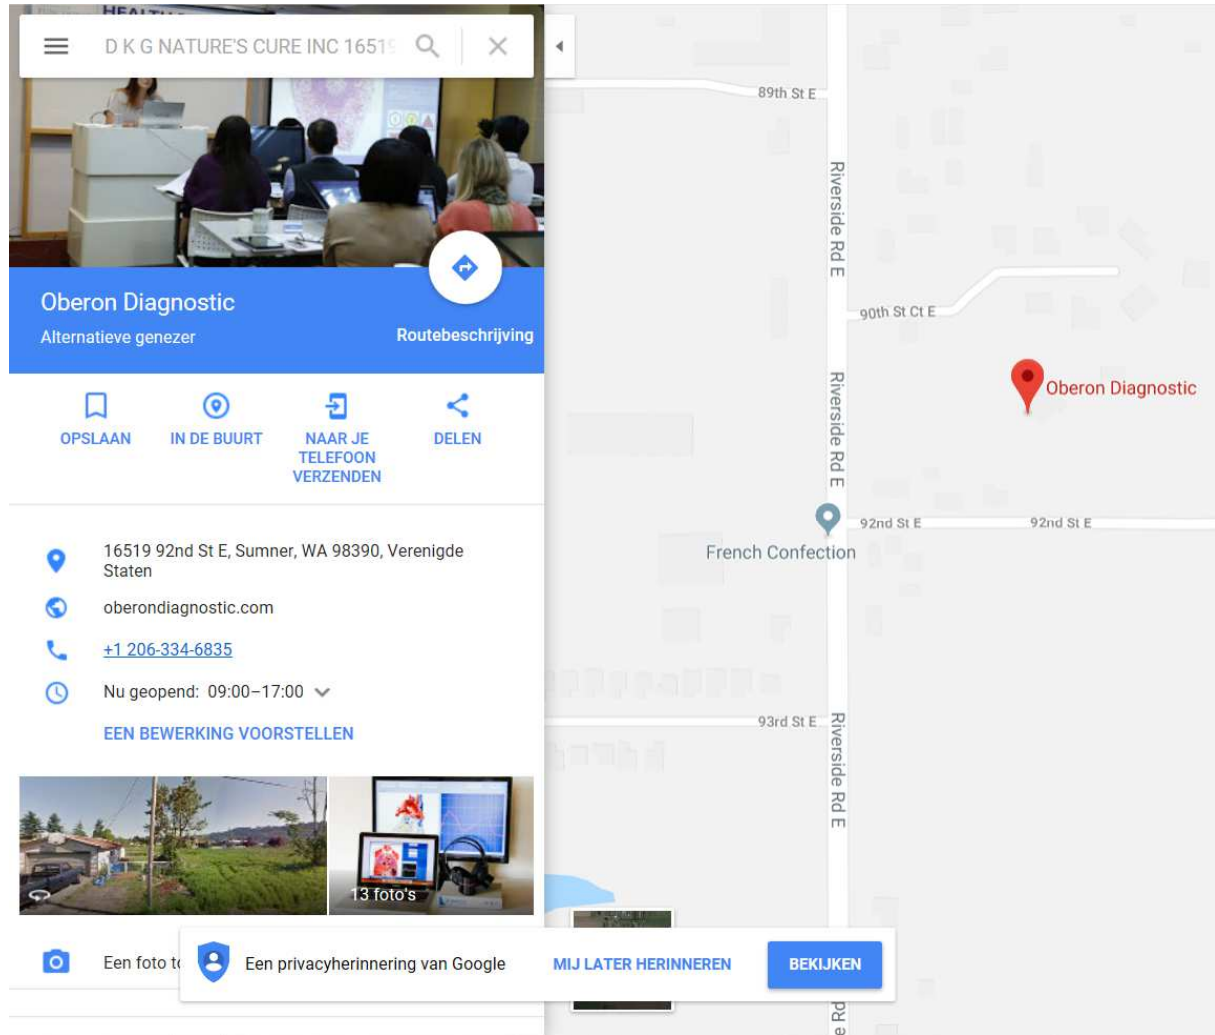 HEALTH
D K G NATURE'S CURE INC 16519
Oberon Diagnostic
Alternatieve genezer
Routebeschrijving
OPSLAAN
IN DE BUURT
NAAR JE
TELEFOON
VERZENDEN
DELEN
16519 92nd St E, Sumner, WA 98390, Verenigde
Staten
oberondiagnostic.com
+1 206-334-6835
Nu geopend: 09:00–17:00
EEN BEWERKING VOORSTELLEN
13 foto's
Een foto
Een privacyherinnering van Google
MIJ LATER HERINNEREN
BEKIJKEN
89th St E
Riverside Rd E
90th St Ct E
Oberon Diagnostic
Riverside Rd E
92nd St E
92nd St E
French Confection
93rd St E
Riverside Rd E